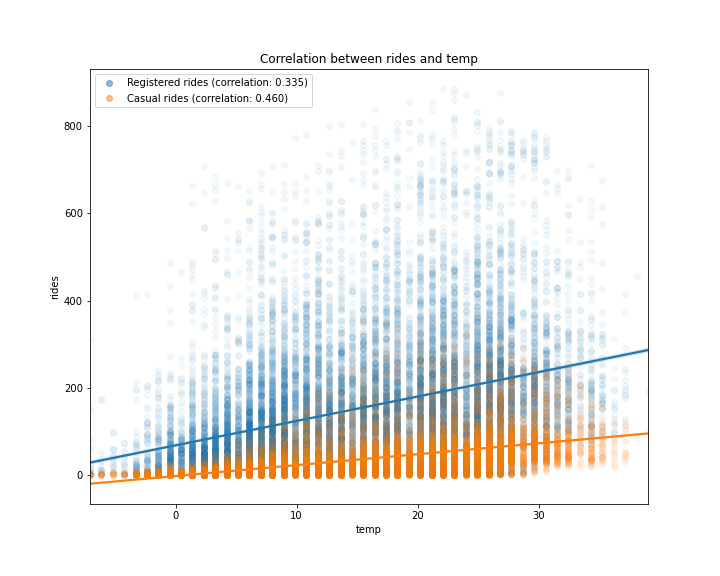 Correlation between rides and temp
Registered rides (correlation: 0.335)
Casual rides (correlation: 0.460)
800
600
400
200
0
rides
0 10 20 30
temp